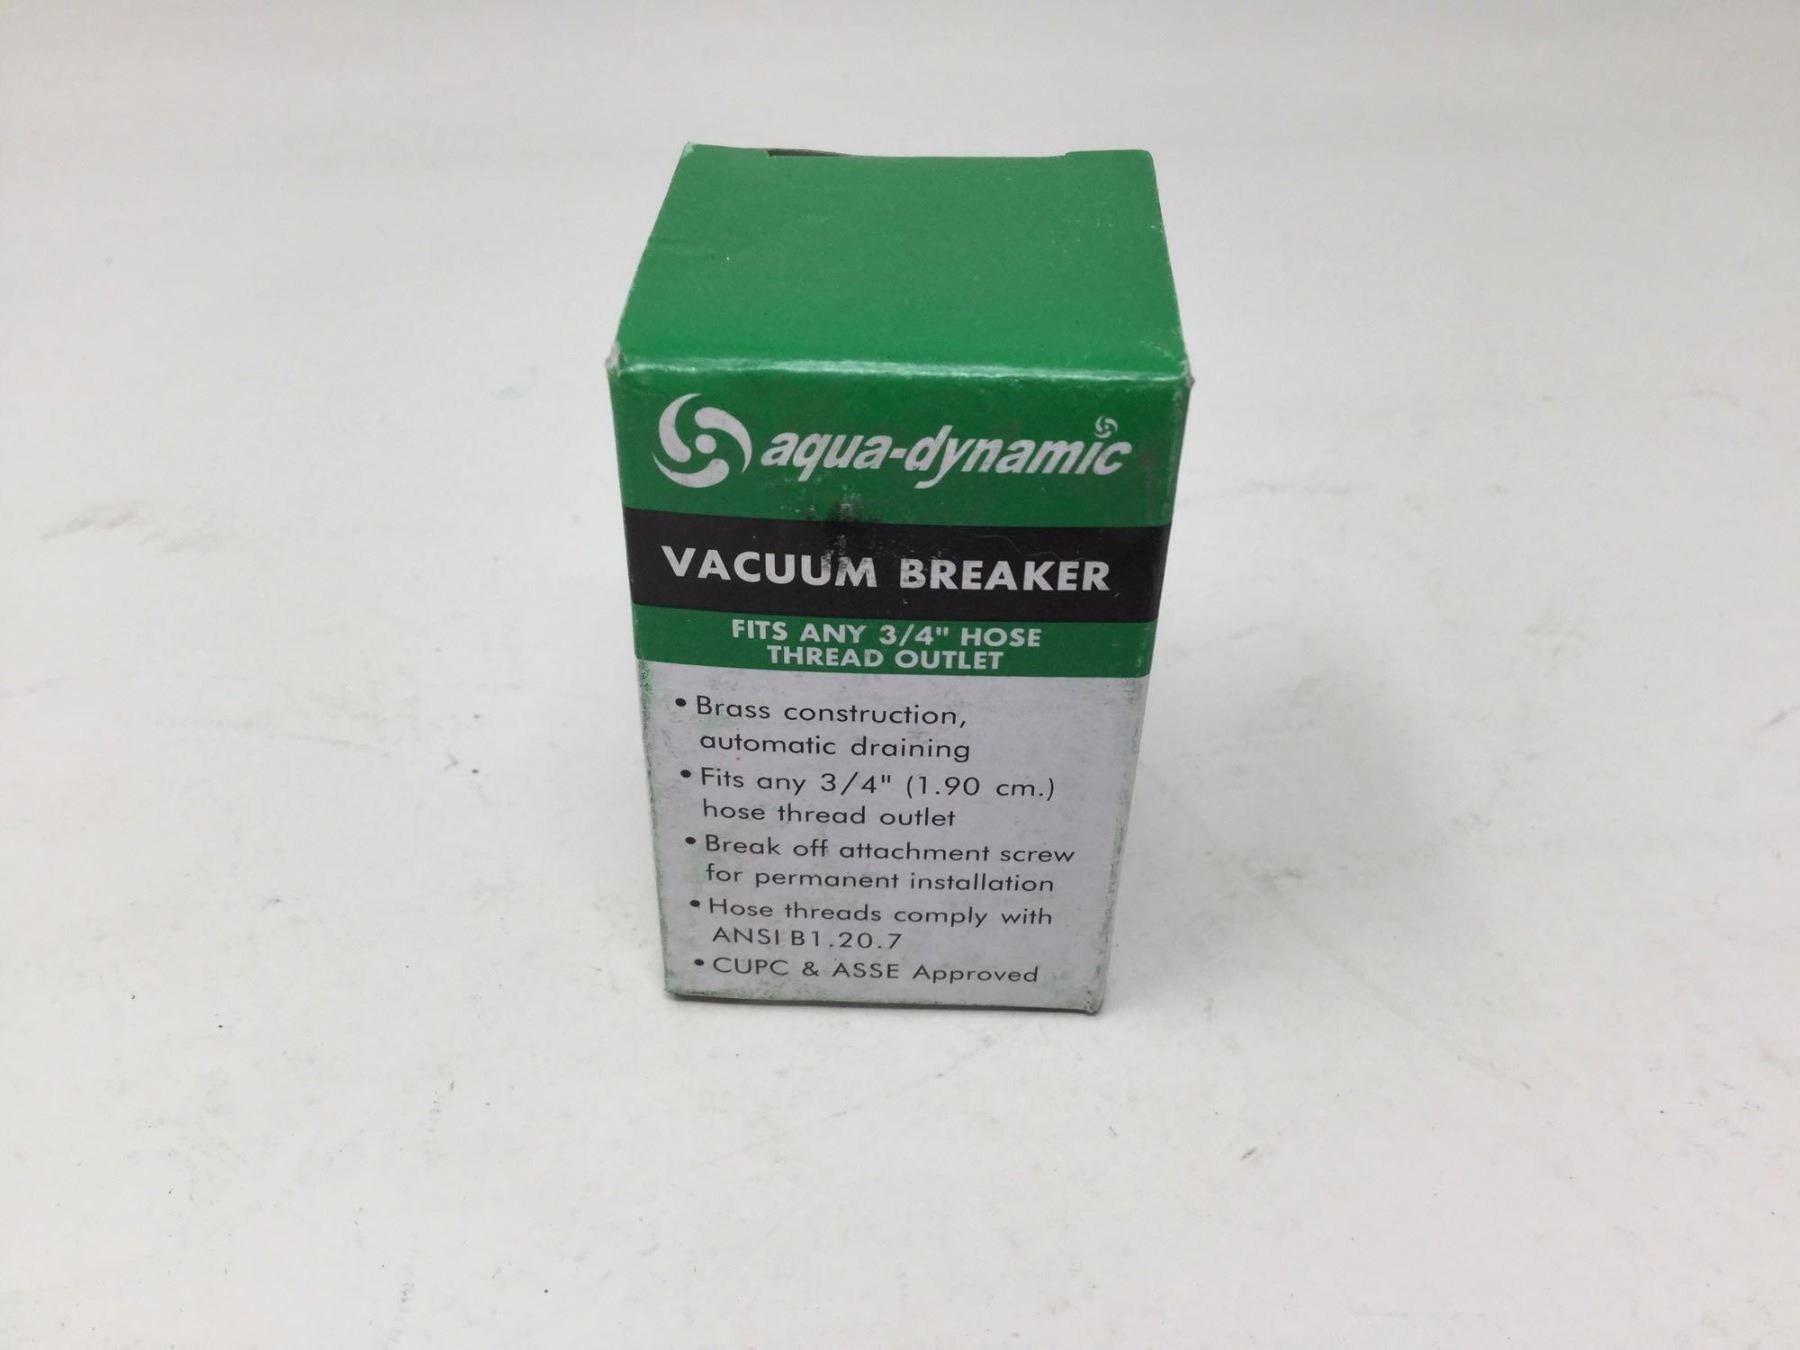 aqua-dynamic
VACUUM BREAKER
FITS ANY 3/4" HOSE
THREAD OUTLET
• Brass construction,
automatic draining
• Fits any 3/4" (1.90 cm.)
hose thread outlet
• Break off attachment screw
for permanent installation
• Hose threads comply with
ANSI B1.20.7
• CUPC & ASSE Approved